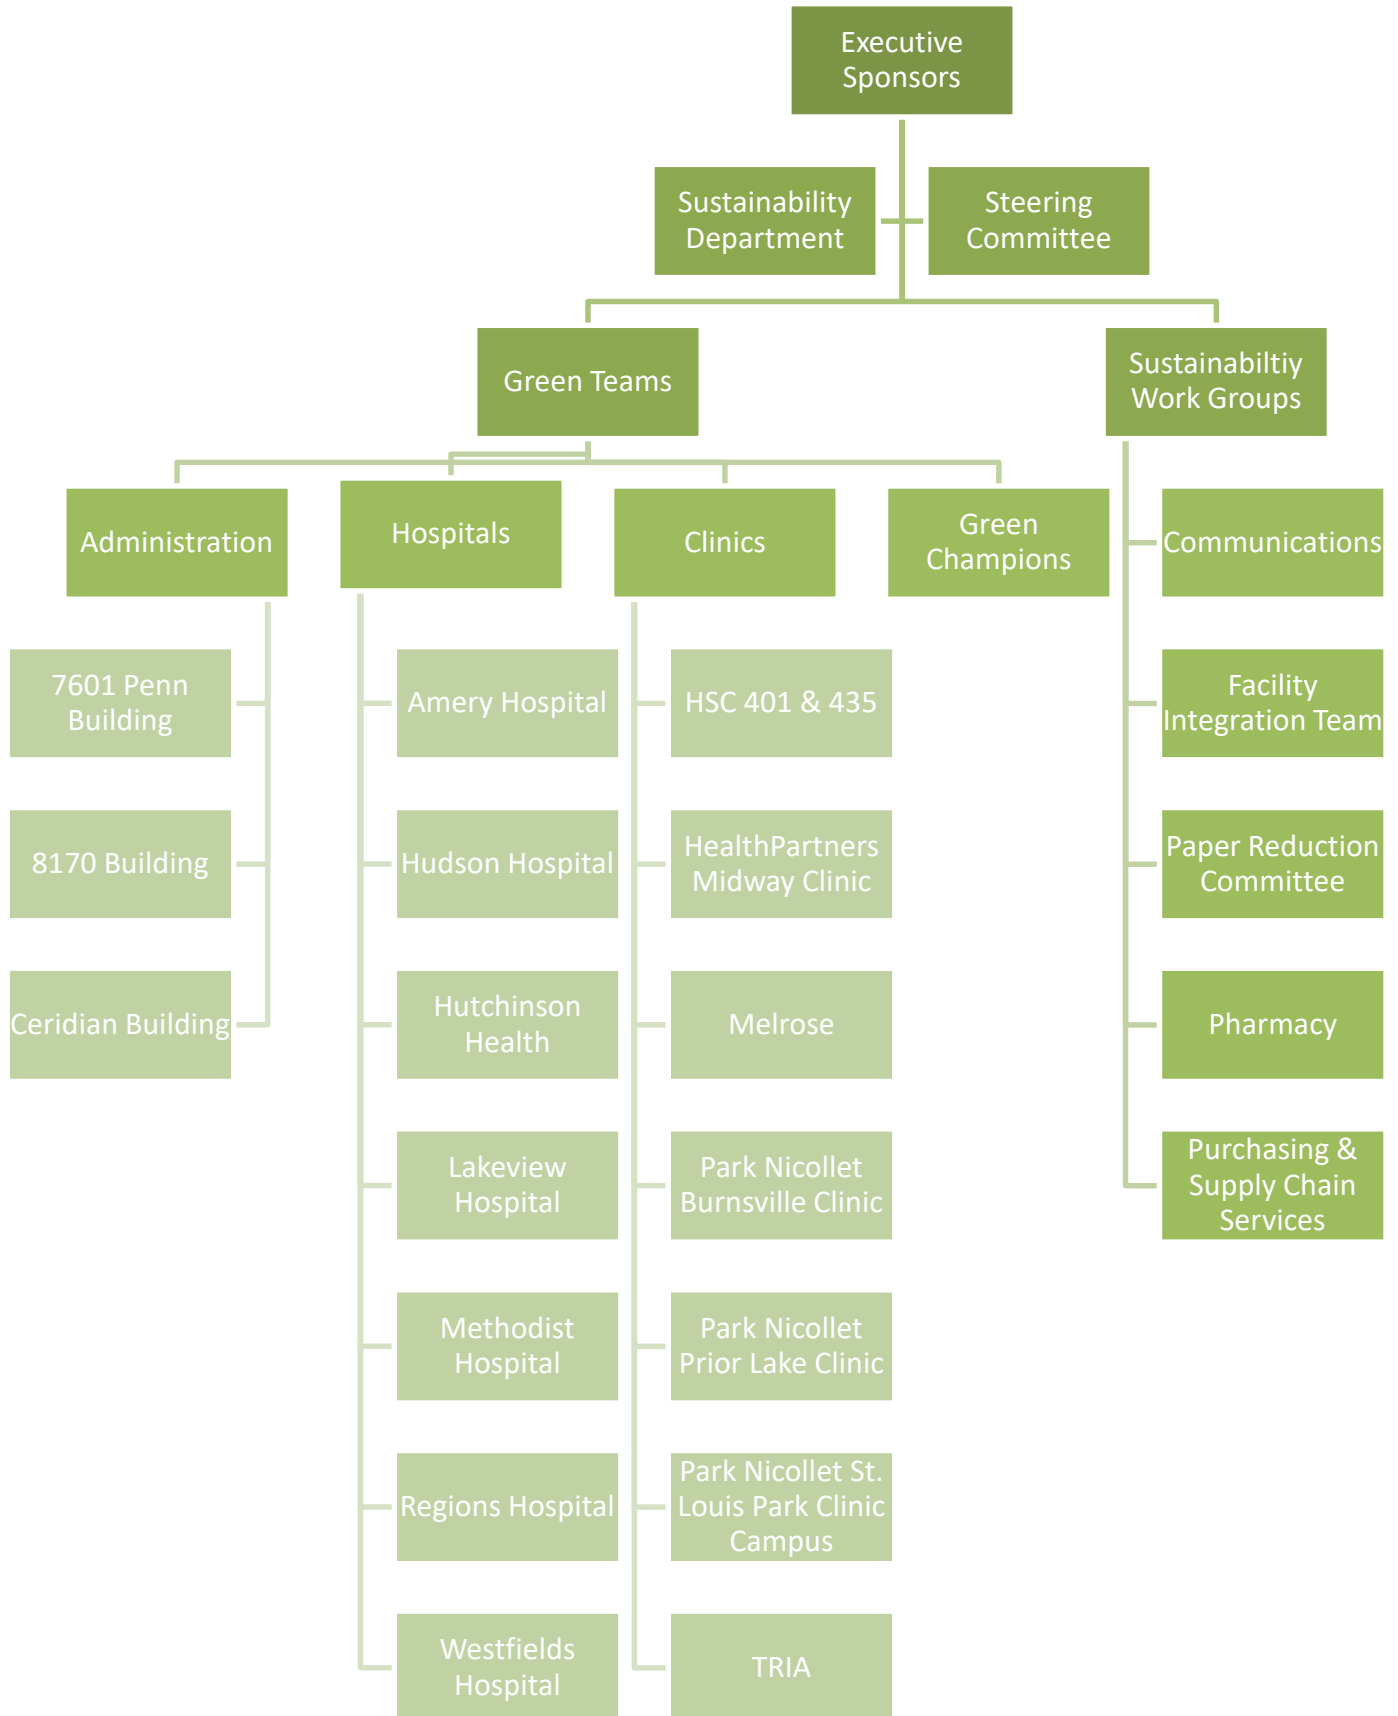 Executive
Sponsors
Sustainability
Department
Steering
Committee
Green Teams
Sustainabiltiy
Work Groups
Administration
Hospitals
Clinics
Green
Champions
Communications
7601 Penn
Building
Amery Hospital
HSC 401 & 435
Facility
Integration Team
8170 Building
Hudson Hospital
HealthPartners
Midway Clinic
Paper Reduction
Committee
Ceridian Building
Hutchinson
Health
Melrose
Pharmacy
Lakeview
Hospital
Park Nicollet
Burnsville Clinic
Purchasing &
Supply Chain
Services
Methodist
Hospital
Park Nicollet
Prior Lake Clinic
Regions Hospital
Park Nicollet St.
Louis Park Clinic
Campus
Westfields
Hospital
TRIA